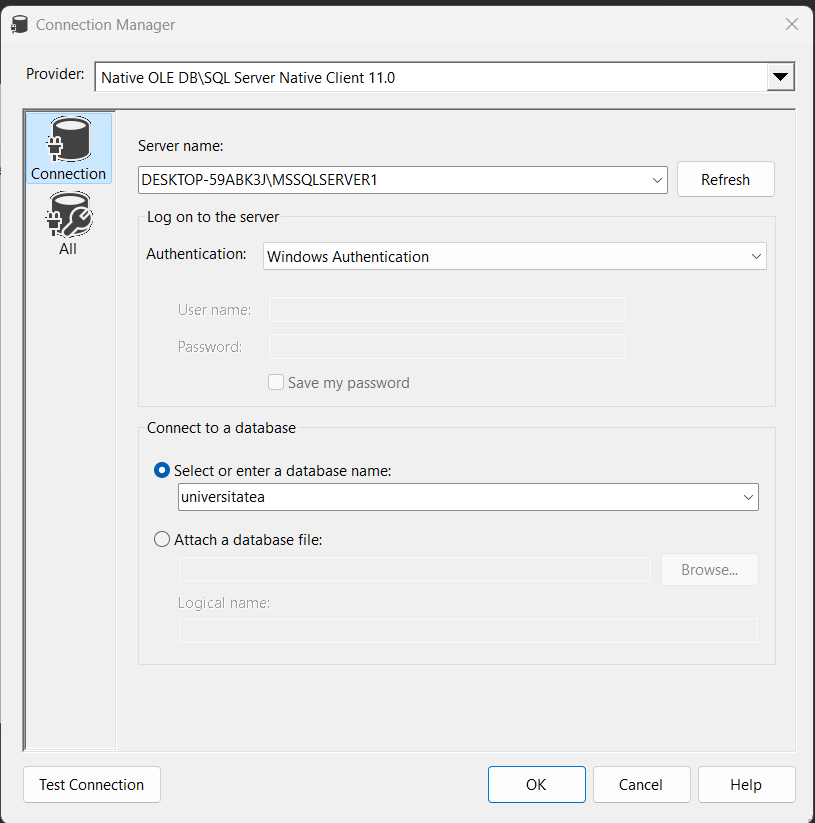 Connection Manager
Provider: Native OLE DB\SQL Server Native Client 11.0
Connection
All
Server name:
DESKTOP-59ABK3J\MSSQLSERVER1 Refresh
Log on to the server
Authentication: Windows Authentication
User name:
Password:
Save my password
Connect to a database
Select or enter a database name:
universitatea
Attach a database file:
Browse...
Logical name:
Test Connection OK Cancel Help